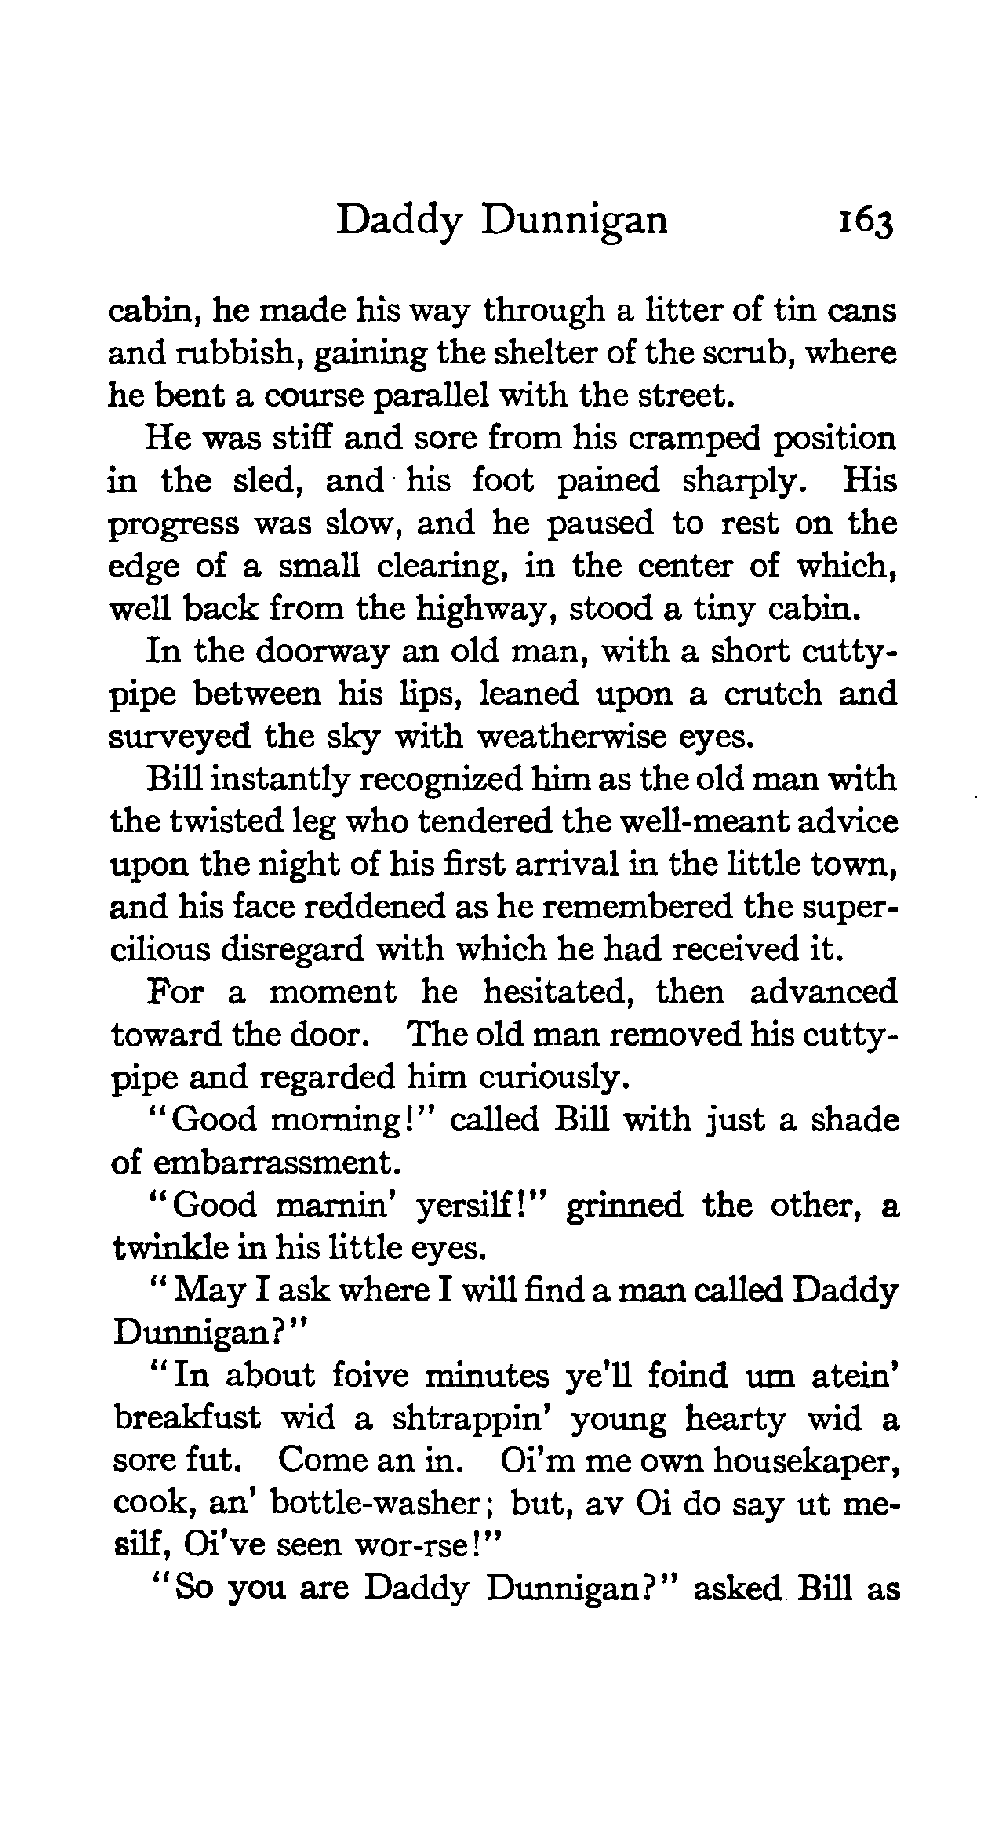 Daddy Dunnigan 163
cabin, he made his way through a litter of tin cans
and rubbish, gaining the shelter of the scrub, where
he bent a course parallel with the street.
He was stiff and sore from his cramped position
in the sled, and his foot pained sharply. His
progress was slow, and he paused to rest on the
edge of a small clearing, in the center of which,
well back from the highway, stood a tiny cabin.
In the doorway an old man, with a short cutty-
pipe between his lips, leaned upon a crutch and
surveyed the sky with weatherwise eyes.
Bill instantly recognized him as the old man with
the twisted leg who tendered the well-meant advice
upon the night of his first arrival in the little town,
and his face reddened as he remembered the super-
cilious disregard with which he had received it.
For a moment he hesitated, then advanced
toward the door. The old man removed his cutty-
pipe and regarded him curiously.
"Good morning!" called Bill with just a shade
of embarrassment.
"Good marnin' yersilf!" grinned the other, a
twinkle in his little eyes.
"May I ask where I will find a man called Daddy
Dunnigan?"
"In about foive minutes ye'll foind um atein'
breakfust wid a shtrappin' young hearty wid a
sore fut. Come an in. Oi'm me own housekaper,
cook, an' bottle-washer; but, av Oi do say ut me-
silf, Oi've seen wor-rse!"
"So you are Daddy Dunnigan?" asked Bill as